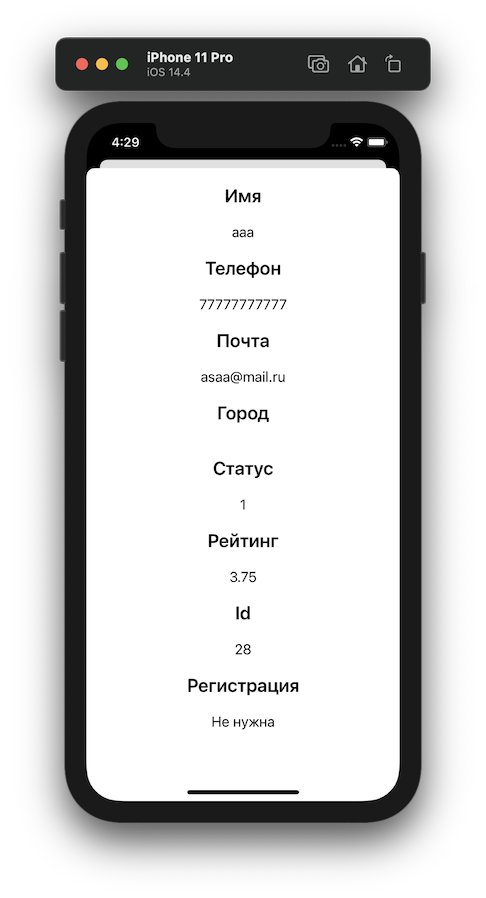 iPhone 11 Pro
iOS 14.4
4:29
Имя
aaa
Телефон
77777777777
Почта
asaa@mail.ru
Город
Статус
1
Рейтинг
3.75
Id
28
Регистрация
Не нужна